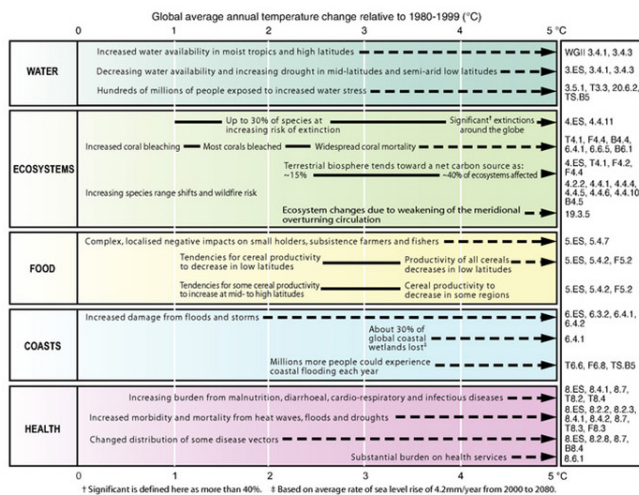 Global average annual temperature change relative to 1980-1999 (°C)
0 1 2 3 4 5 °C
WATER
Increased water availability in moist tropics and high latitudes
WGII 3.4.1, 3.4.3
Decreasing water availability and increasing drought in mid-latitudes and semi-arid low latitudes
3.ES, 3.4.1, 3.4.3
Hundreds of millions of people exposed to increased water stress
3.5.1, T3.3, 20.6.2,
TS.B5
ECOSYSTEMS
Up to 30% of species at
increasing risk of extinction
Significant† extinctions
around the globe
4.ES, 4.4.11
Increased coral bleaching
Most corals bleached
Widespread coral mortality
T4.1, F4.4, B4.4,
6.4.1, 6.6.5, B6.1
Terrestrial biosphere tends toward a net carbon source as:
~15%
~40% of ecosystems affected
4.ES, T4.1, F4.2,
F4.4
Increasing species range shifts and wildfire risk
4.2.2, 4.4.1, 4.4.4,
4.4.5, 4.4.6, 4.4.10,
B4.5
Ecosystem changes due to weakening of the meridional
overturning circulation
19.3.5
FOOD
Complex, localised negative impacts on small holders, subsistence farmers and fishers
5.ES, 5.4.7
Tendencies for cereal productivity
to decrease in low latitudes
Productivity of all cereals
decreases in low latitudes
5.ES, 5.4.2, F5.2
Tendencies for some cereal productivity
to increase at mid- to high latitudes
Cereal productivity to
decrease in some regions
5.ES, 5.4.2, F5.2
COASTS
Increased damage from floods and storms
6.ES, 6.3.2, 6.4.1,
6.4.2
About 30% of
global coastal
wetlands lost‡
6.4.1
Millions more people could experience
coastal flooding each year
T6.6, F6.8, TS.B5
HEALTH
Increasing burden from malnutrition, diarrhoeal, cardio-respiratory and infectious diseases
8.ES, 8.4.1, 8.7,
T8.2, T8.4
Increased morbidity and mortality from heat waves, floods and droughts
8.ES, 8.2.2, 8.2.3,
8.4.1, 8.4.2, 8.7,
T8.3, F8.3
Changed distribution of some disease vectors
8.ES, 8.2.8, 8.7,
B8.4
Substantial burden on health services
8.6.1
0 1 2 3 4 5 °C
† Significant is defined here as more than 40%. ‡ Based on average rate of sea level rise of 4.2mm/year from 2000 to 2080.